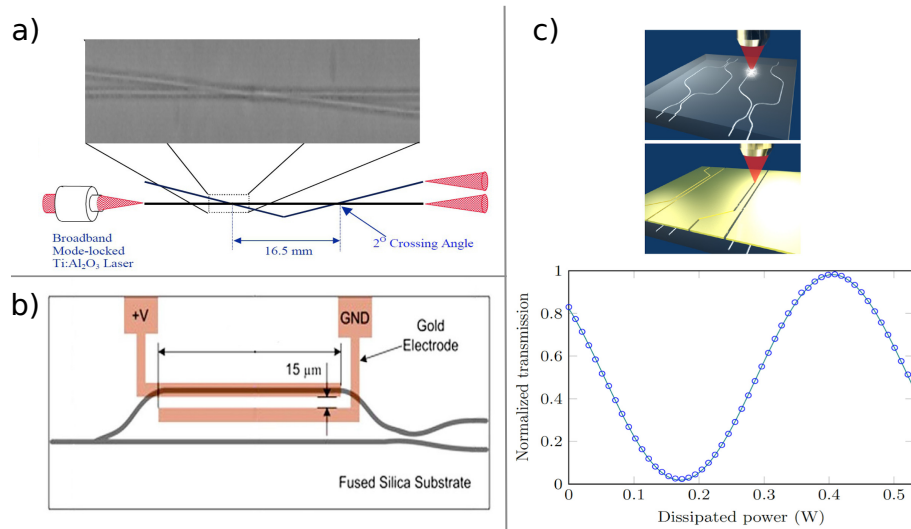 a)
Broadband
Mode-locked
Ti:Al₂O₃ Laser
16.5 mm
2° Crossing Angle
b)
+V
GND
Gold
Electrode
15 µm
Fused Silica Substrate
c)
Normalized transmission
1
0.8
0.6
0.4
0.2
0
0
0.1
0.2
0.3
0.4
0.5
Dissipated power (W)